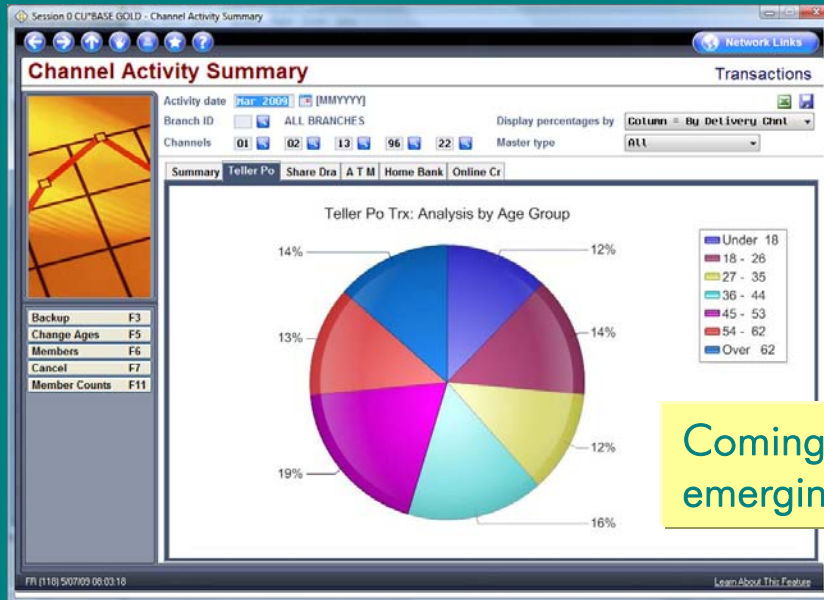 Session 0 CU*BASE GOLD - Channel Activity Summary
Network Links
Channel Activity Summary
Transactions
Activity date Mar 2009 [MMYYYY]
Branch ID ALL BRANCHES Display percentages by Column = By Delivery Chnl
Channels 01 02 13 96 22 Master type All
Summary Teller Po Share Dra A T M Home Bank Online Cr
Teller Po Trx: Analysis by Age Group
14%
12%
13%
14%
19%
12%
16%
Under 18
18 - 26
27 - 35
36 - 44
45 - 53
54 - 62
Over 62
Backup F3
Change Ages F5
Members F6
Cancel F7
Member Counts F11
Coming
emergin
FR (118) 5/07/09 08:03:18
Learn About This Feature